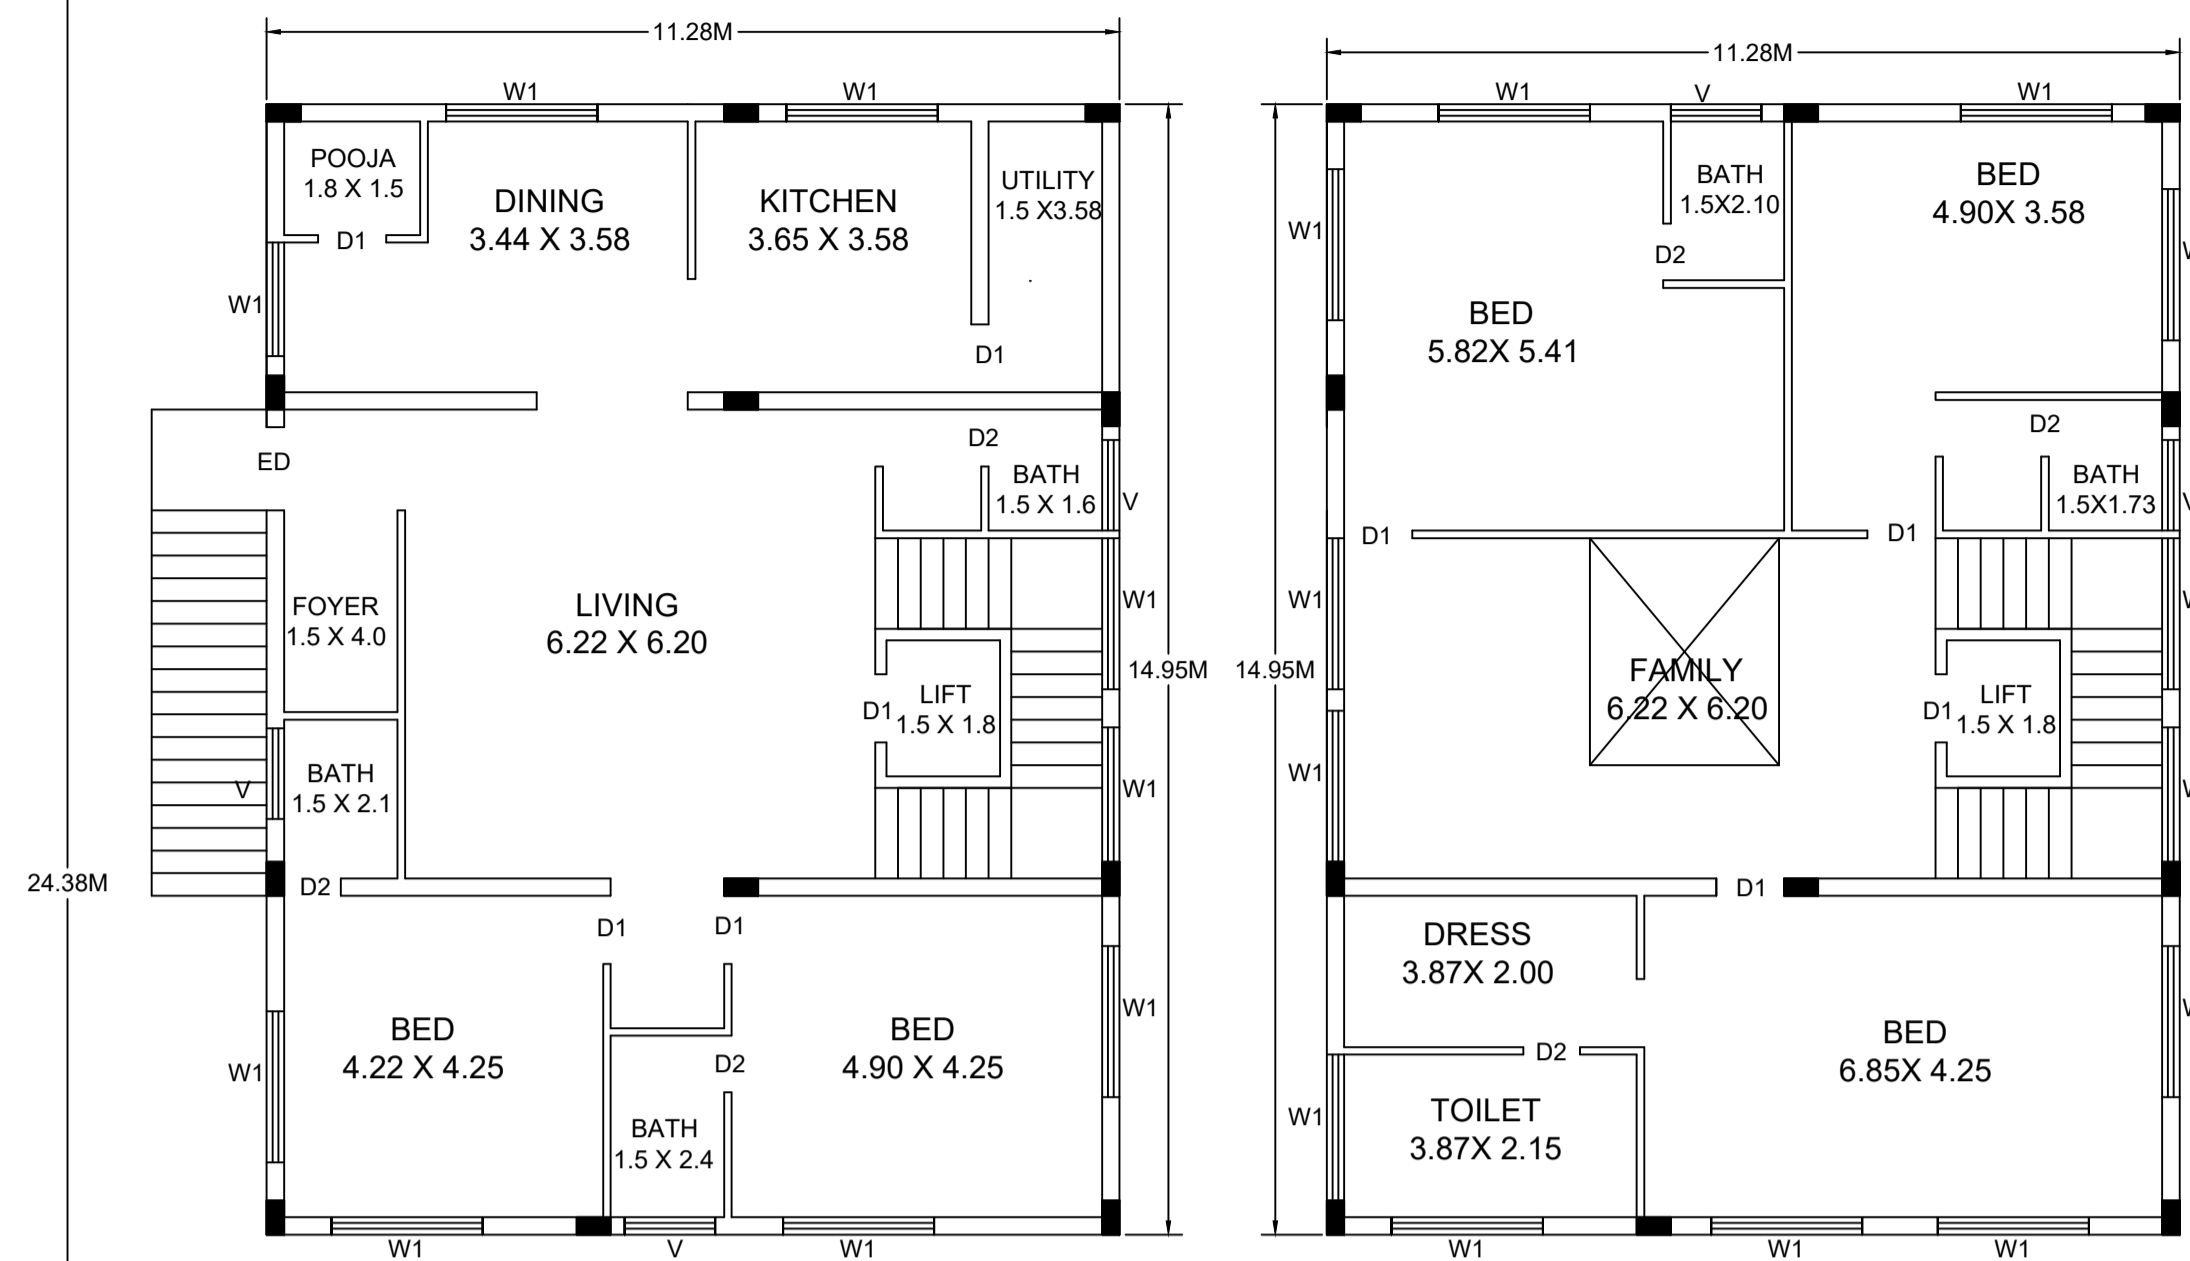 11.28M
W1
W1
POOJA
1.8 X 1.5
D1
DINING
3.44 X 3.58
KITCHEN
3.65 X 3.58
UTILITY
1.5 X3.58
W1
D1
ED
D2
BATH
1.5 X 1.6
V
FOYER
1.5 X 4.0
LIVING
6.22 X 6.20
W1
14.95M
LIFT
1.5 X 1.8
D1
BATH
1.5 X 2.1
V
W1
24.38M
D2
D1
D1
BED
4.22 X 4.25
W1
D2
BATH
1.5 X 2.4
BED
4.90 X 4.25
W1
W1
V
W1
11.28M
W1
V
W1
W1
BATH
1.5X2.10
D2
BED
4.90X 3.58
BED
5.82X 5.41
D2
BATH
1.5X1.73
D1
D1
W1
14.95M
FAMILY
6.22 X 6.20
LIFT
1.5 X 1.8
D1
W1
D1
DRESS
3.87X 2.00
D2
BED
6.85X 4.25
W1
TOILET
3.87X 2.15
W1
W1
W1